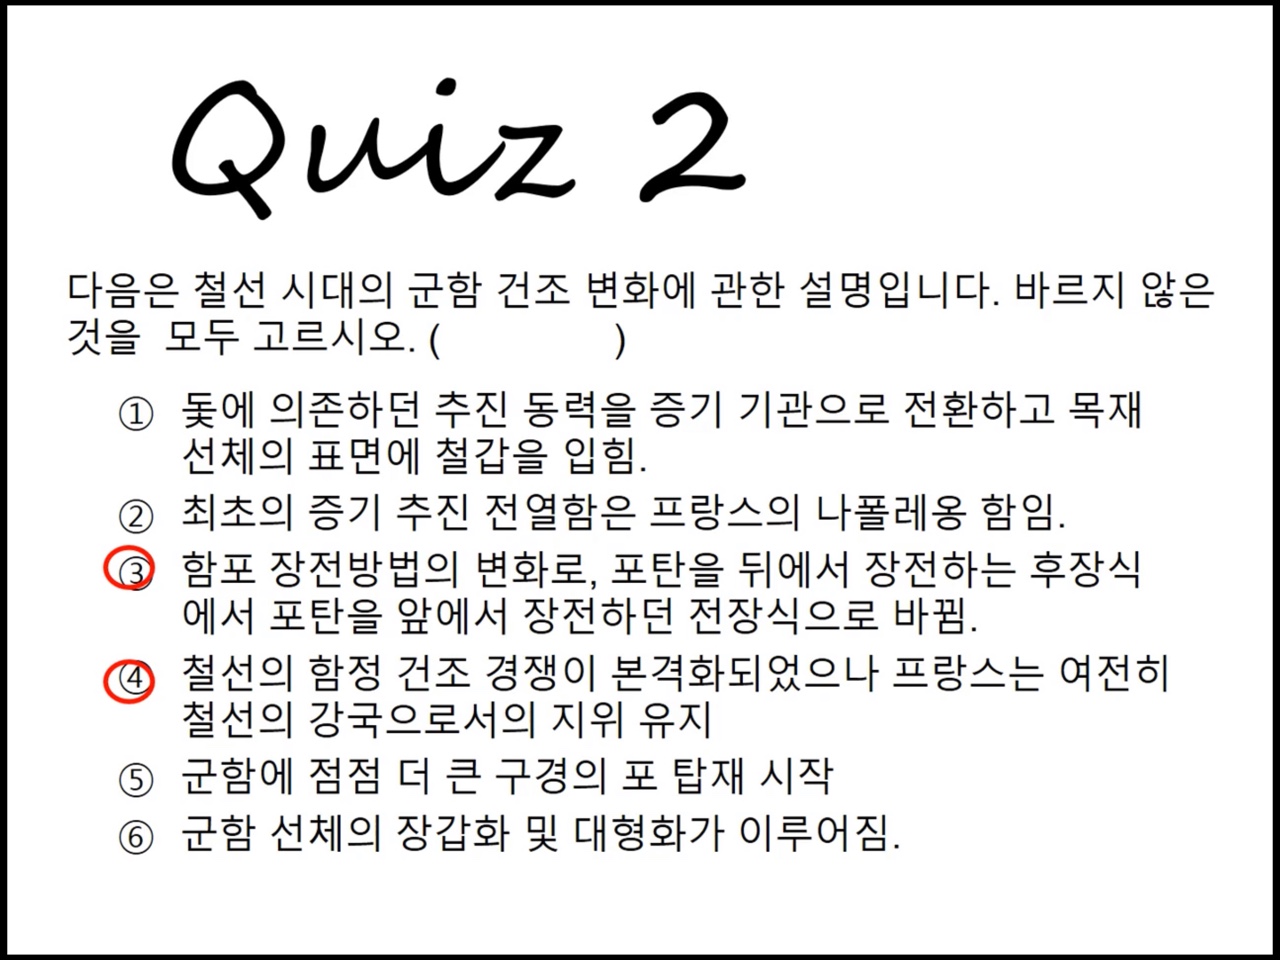 Quiz 2
다음은 철선 시대의 군함 건조 변화에 관한 설명입니다. 바르지 않은
것을 모두 고르시오. ( )
① 돛에 의존하던 추진 동력을 증기 기관으로 전환하고 목재
선체의 표면에 철갑을 입힘.
② 최초의 증기 추진 전열함은 프랑스의 나폴레옹 함임.
③ 함포 장전방법의 변화로, 포탄을 뒤에서 장전하는 후장식
에서 포탄을 앞에서 장전하던 전장식으로 바뀜.
④ 철선의 함정 건조 경쟁이 본격화되었으나 프랑스는 여전히
철선의 강국으로서의 지위 유지
⑤ 군함에 점점 더 큰 구경의 포 탑재 시작
⑥ 군함 선체의 장갑화 및 대형화가 이루어짐.